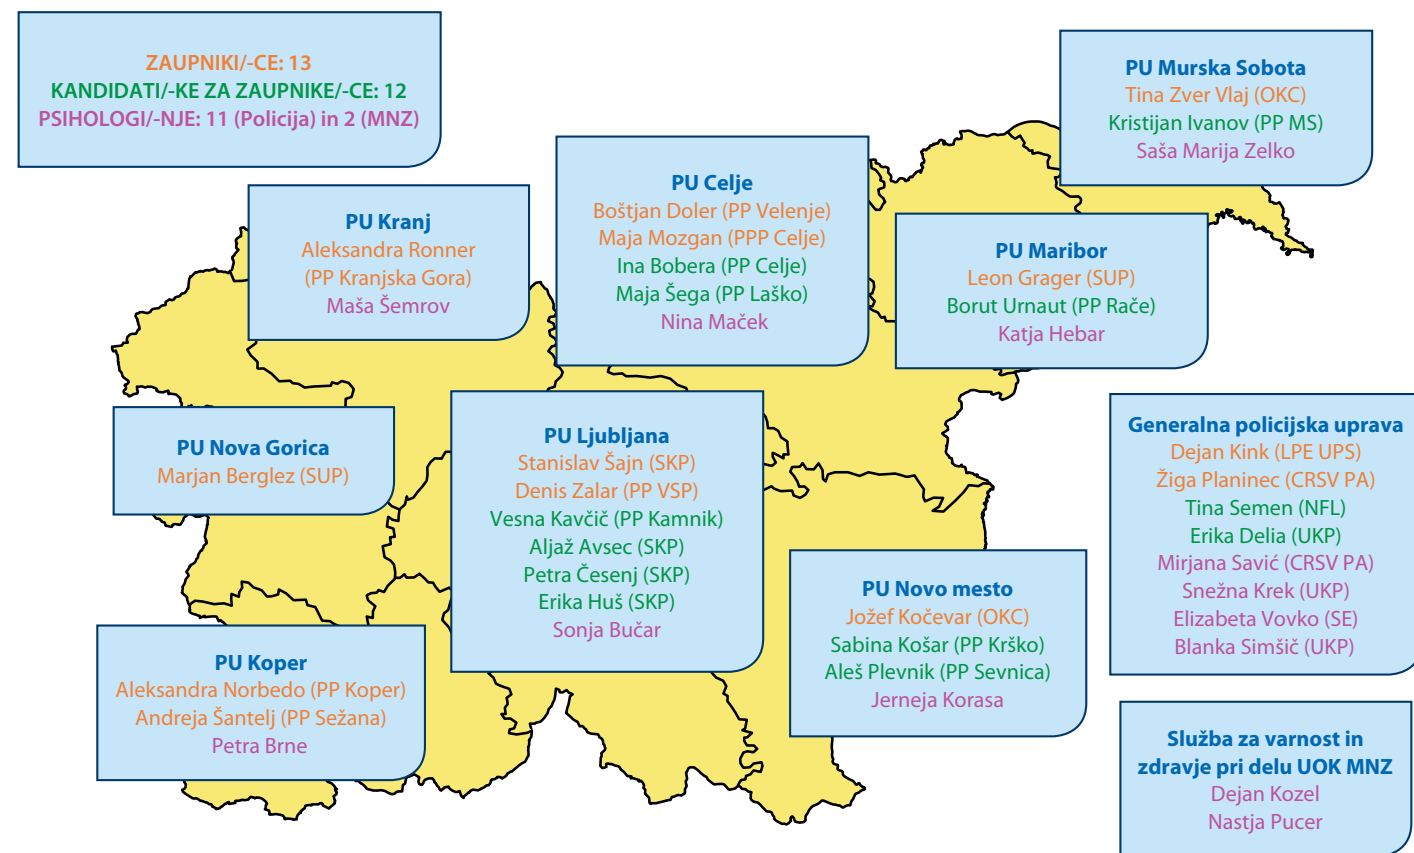 ZAUPNIKI/-CE: 13
KANDIDATI/-KE ZA ZAUPNIKE/-CE: 12
PSIHOLOGI/-NJE: 11 (Policija) in 2 (MNZ)
PU Murska Sobota
Tina Zver Vlaj (OKC)
Kristijan Ivanov (PP MS)
Saša Marija Zelko
PU Celje
Boštjan Doler (PP Velenje)
Maja Mozgan (PPP Celje)
Ina Bobera (PP Celje)
Maja Šega (PP Laško)
Nina Maček
PU Kranj
Aleksandra Ronner
(PP Kranjska Gora)
Maša Šemrov
PU Maribor
Leon Grager (SUP)
Borut Urnaut (PP Rače)
Katja Hebar
PU Nova Gorica
Marjan Berglez (SUP)
PU Ljubljana
Stanislav Šajn (SKP)
Denis Zalar (PP VSP)
Vesna Kavčič (PP Kamnik)
Aljaž Avsec (SKP)
Petra Česenj (SKP)
Erika Huš (SKP)
Sonja Bučar
Generalna policijska uprava
Dejan Kink (LPE UPS)
Žiga Planinec (CRSV PA)
Tina Semen (NFL)
Erika Delia (UKP)
Mirjana Savić (CRSV PA)
Snežna Krek (UKP)
Elizabeta Vovko (SE)
Blanka Simšič (UKP)
PU Novo mesto
Jožef Kočevar (OKC)
Sabina Košar (PP Krško)
Aleš Plevnik (PP Sevnica)
Jerneja Korasa
PU Koper
Aleksandra Norbedo (PP Koper)
Andreja Šantelj (PP Sežana)
Petra Brne
Služba za varnost in
zdravje pri delu UOK MNZ
Dejan Kozel
Nastja Pucer